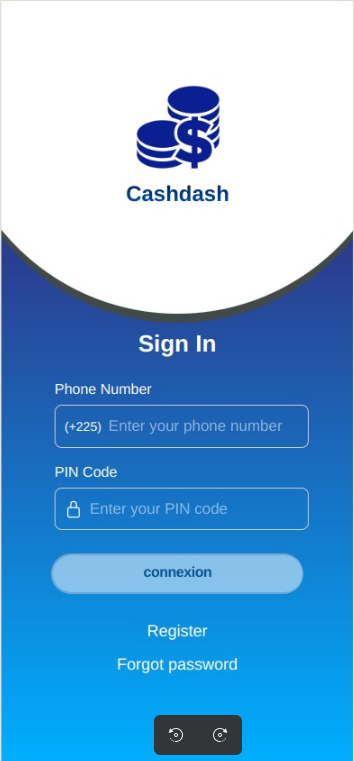 Cashdash
Sign In
Phone Number
(+225) Enter your phone number
PIN Code
Enter your PIN code
connexion
Register
Forgot password